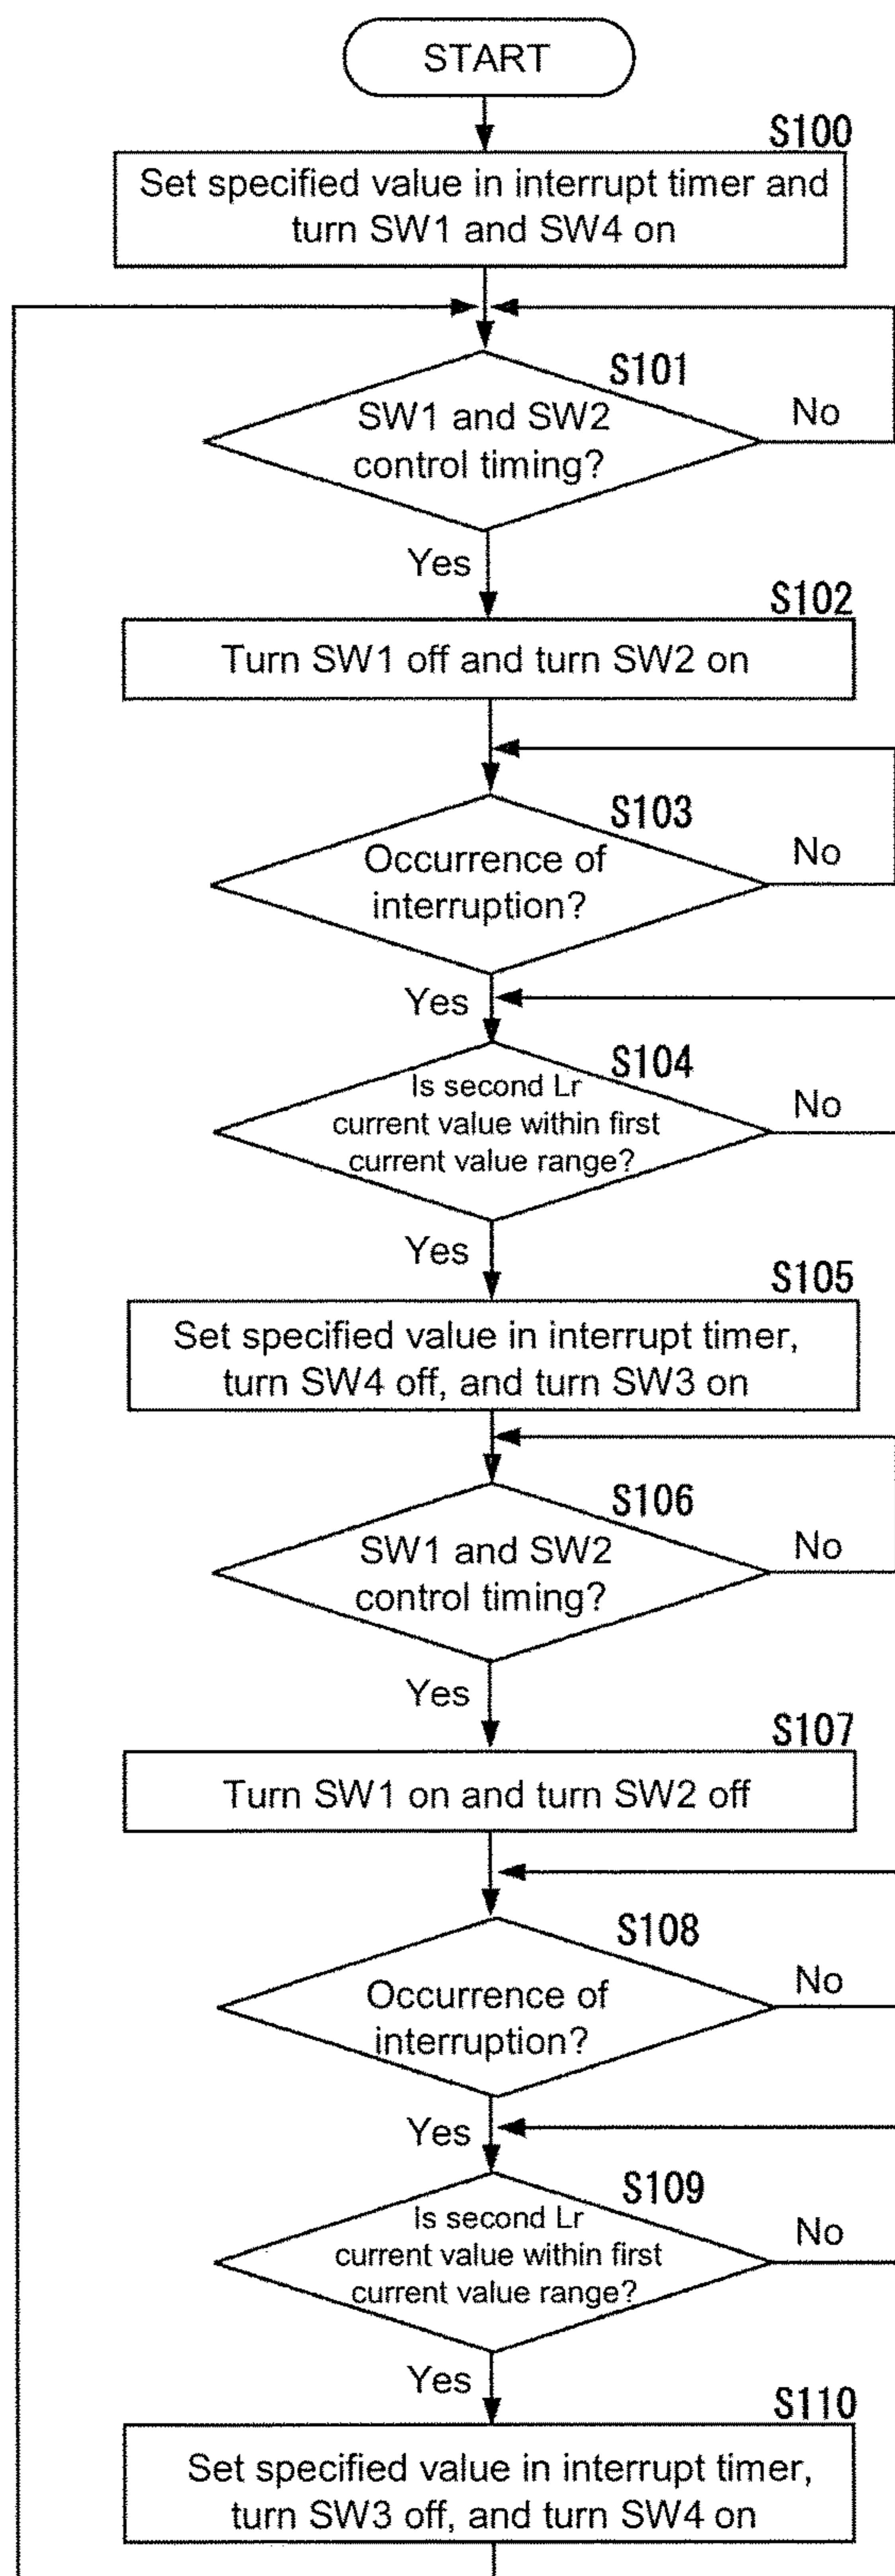 START
S100
Set specified value in interrupt timer and
turn SW1 and SW4 on
S101
SW1 and SW2
control timing?
No
Yes
S102
Turn SW1 off and turn SW2 on
S103
Occurrence of
interruption?
No
Yes
S104
Is second Lr
current value within first
current value range?
No
Yes
S105
Set specified value in interrupt timer,
turn SW4 off, and turn SW3 on
S106
SW1 and SW2
control timing?
No
Yes
S107
Turn SW1 on and turn SW2 off
S108
Occurrence of
interruption?
No
Yes
S109
Is second Lr
current value within first
current value range?
No
Yes
S110
Set specified value in interrupt timer,
turn SW3 off, and turn SW4 on